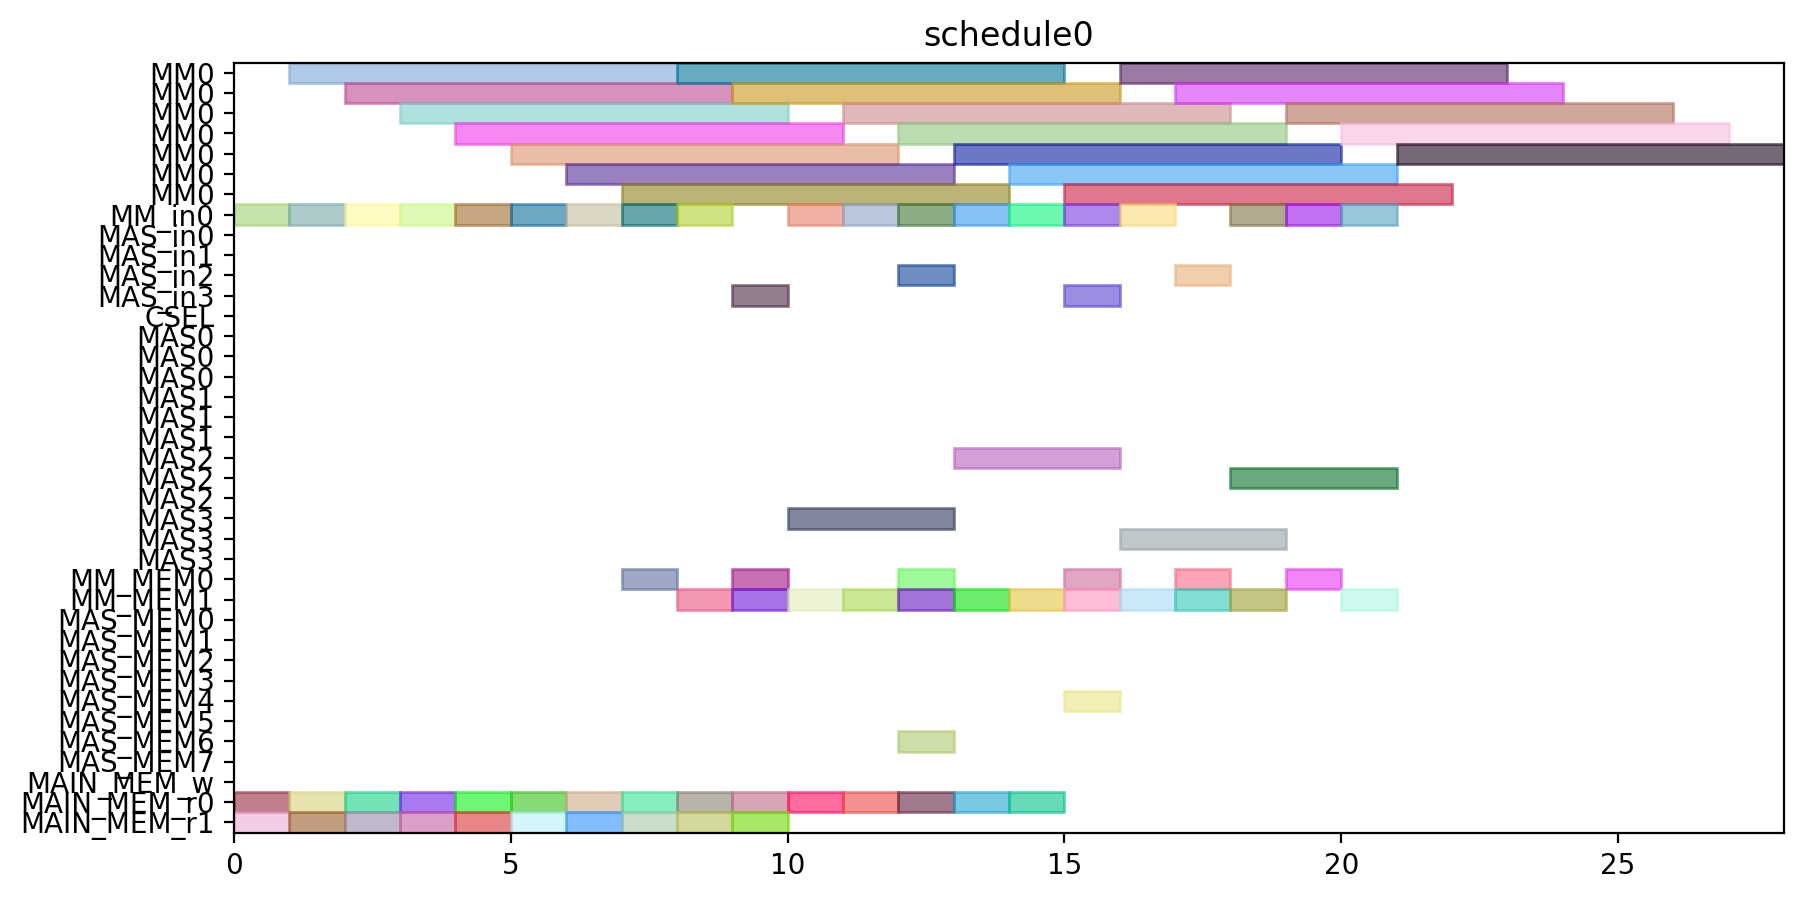 schedule0
MM0
MM0
MM0
MM0
MM0
MM0
MM0
MM_in0
MAS_in0
MAS_in1
MAS_in2
MAS_in3
CSEL
MAS0
MAS0
MAS0
MAS1
MAS1
MAS1
MAS2
MAS2
MAS2
MAS3
MAS3
MAS3
MM_MEM0
MM_MEM1
MAS_MEM0
MAS_MEM1
MAS_MEM2
MAS_MEM3
MAS_MEM4
MAS_MEM5
MAS_MEM6
MAS_MEM7
MAIN_MEM_w
MAIN_MEM_r0
MAIN_MEM_r1
0 5 10 15 20 25